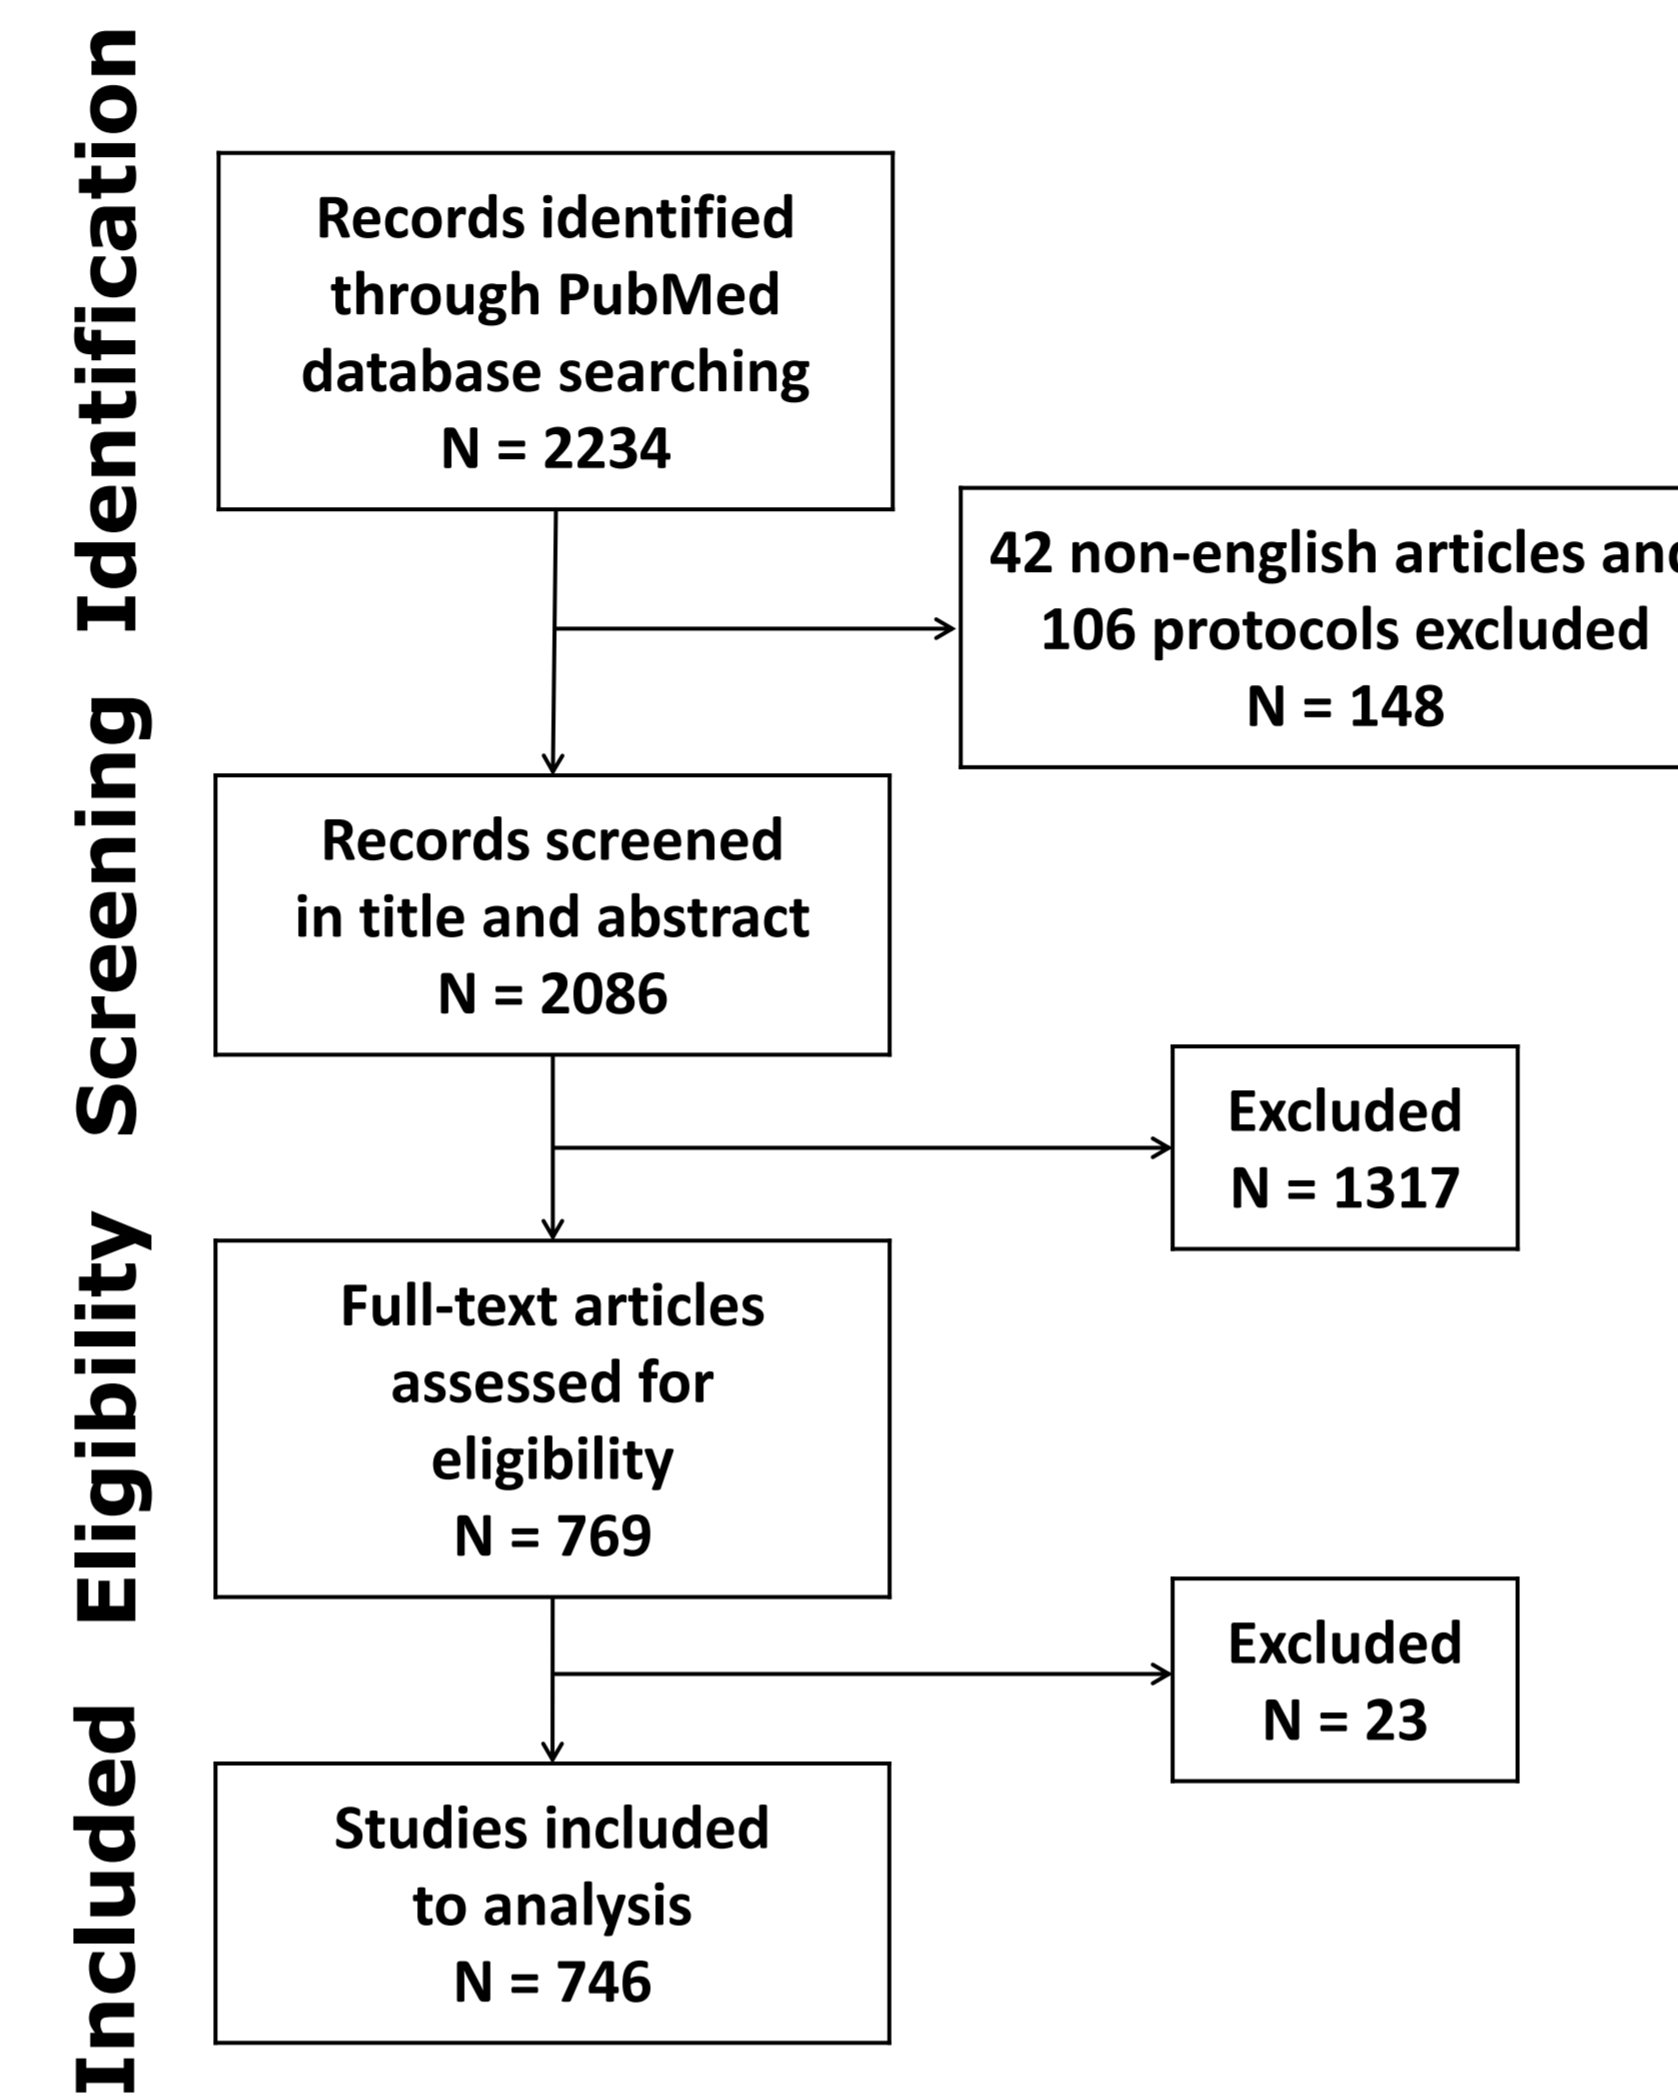 Identification
Records identified
through PubMed
database searching
N = 2234
42 non-english articles and
106 protocols excluded
N = 148
Screening
Records screened
in title and abstract
N = 2086
Excluded
N = 1317
Eligibility
Full-text articles
assessed for
eligibility
N = 769
Excluded
N = 23
Included
Studies included
to analysis
N = 746